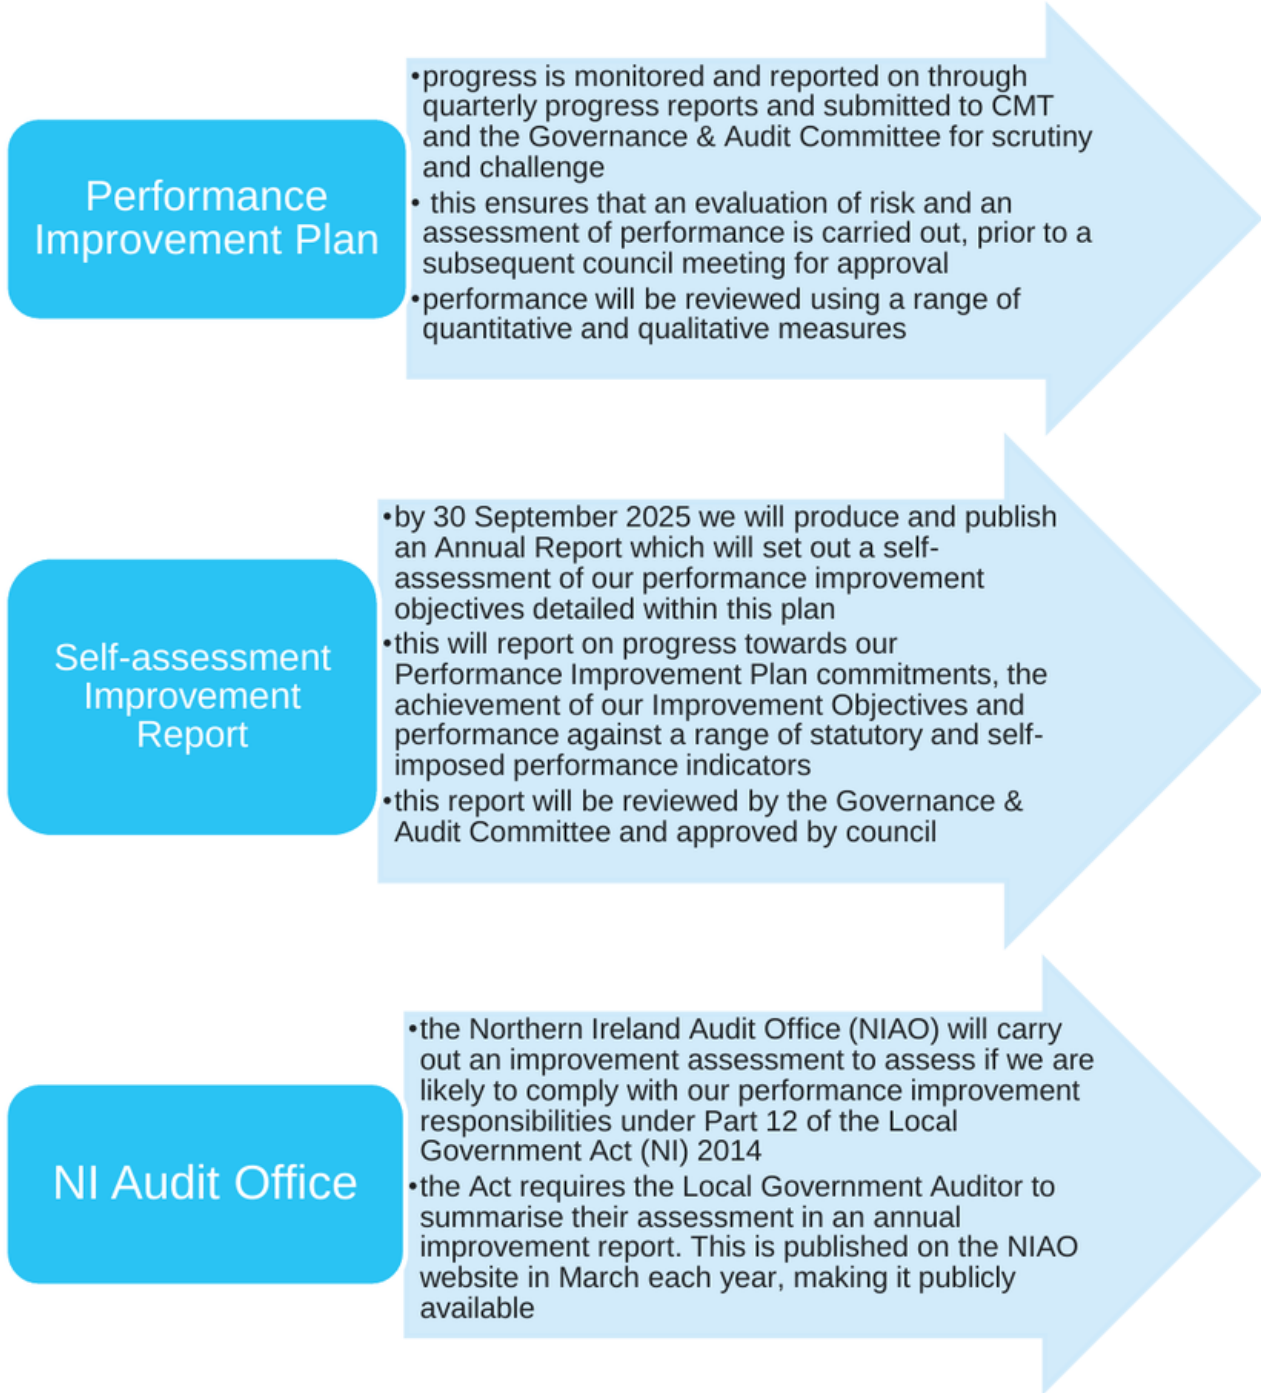 Performance
Improvement Plan
•progress is monitored and reported on through
quarterly progress reports and submitted to CMT
and the Governance & Audit Committee for scrutiny
and challenge
• this ensures that an evaluation of risk and an
assessment of performance is carried out, prior to a
subsequent council meeting for approval
•performance will be reviewed using a range of
quantitative and qualitative measures
Self-assessment
Improvement
Report
•by 30 September 2025 we will produce and publish
an Annual Report which will set out a self-
assessment of our performance improvement
objectives detailed within this plan
•this will report on progress towards our
Performance Improvement Plan commitments, the
achievement of our Improvement Objectives and
performance against a range of statutory and self-
imposed performance indicators
•this report will be reviewed by the Governance &
Audit Committee and approved by council
NI Audit Office
•the Northern Ireland Audit Office (NIAO) will carry
out an improvement assessment to assess if we are
likely to comply with our performance improvement
responsibilities under Part 12 of the Local
Government Act (NI) 2014
•the Act requires the Local Government Auditor to
summarise their assessment in an annual
improvement report. This is published on the NIAO
website in March each year, making it publicly
available